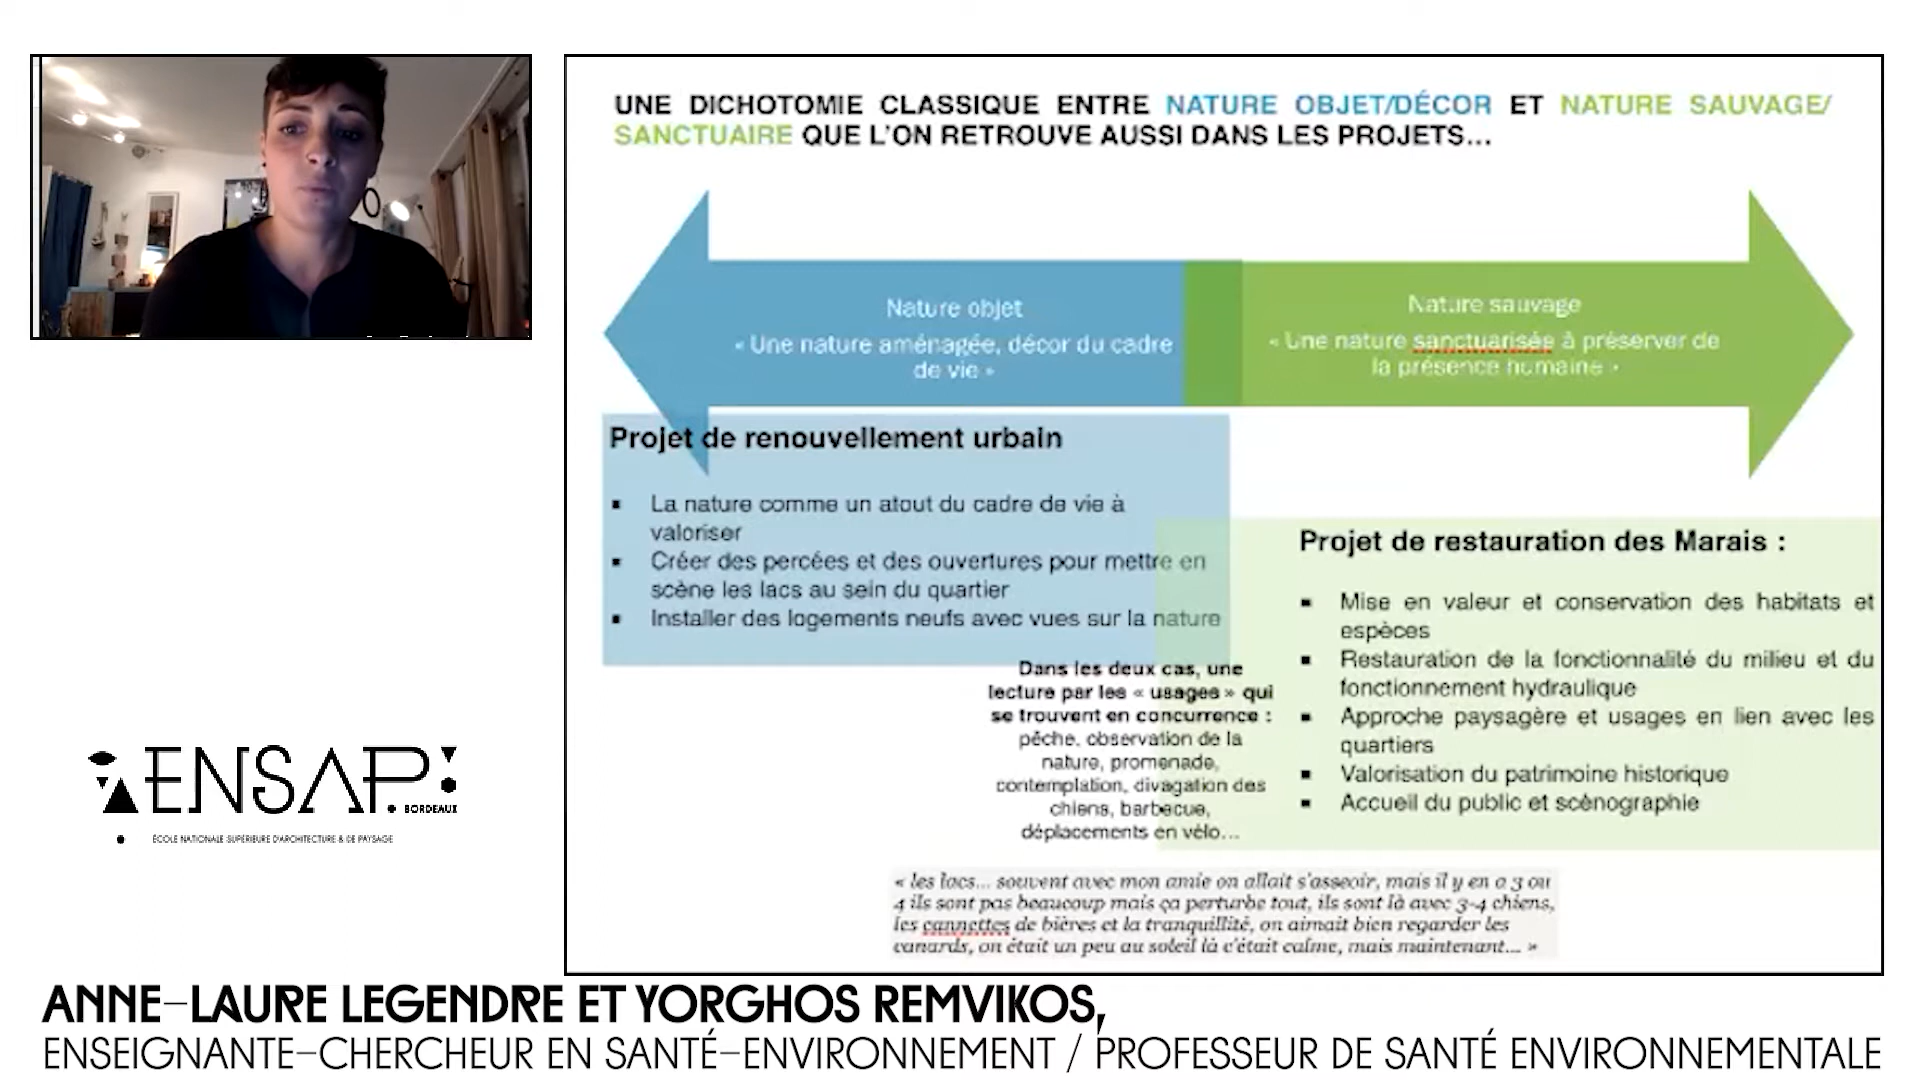 UNE DICHOTOMIE CLASSIQUE ENTRE NATURE OBJET/DÉCOR ET NATURE SAUVAGE/
SANCTUAIRE QUE L'ON RETROUVE AUSSI DANS LES PROJETS...
Nature objet
« Une nature aménagée, décor du cadre
de vie »
Nature sauvage
« Une nature sanctuarisée à préserver de
la présence humaine »
Projet de renouvellement urbain
▪ La nature comme un atout du cadre de vie à
valoriser
▪ Créer des percées et des ouvertures pour mettre en
scène les lacs au sein du quartier
▪ Installer des logements neufs avec vues sur la nature
Projet de restauration des Marais :
▪ Mise en valeur et conservation des habitats et
espèces
▪ Restauration de la fonctionnalité du milieu et du
fonctionnement hydraulique
▪ Approche paysagère et usages en lien avec les
quartiers
▪ Valorisation du patrimoine historique
▪ Accueil du public et scènographie
Dans les deux cas, une
lecture par les « usages » qui
se trouvent en concurrence :
pêche, observation de la
nature, promenade,
contemplation, divagation des
chiens, barbecue,
déplacements en vélo...
« les lacs... souvent avec mon amie on allait s'asseoir, mais il y en a 3 ou
4 ils sont pas beaucoup mais ça perturbe tout, ils sont là avec 3-4 chiens,
les cannettes de bières et la tranquillité, on aimait bien regarder les
canards, on était un peu au soleil là c'était calme, mais maintenant... »
ENSAP
BORDEAUX
ÉCOLE NATIONALE SUPÉRIEURE D'ARCHITECTURE & DE PAYSAGE
ANNE-LAURE LEGENDRE ET YORGHOS REMVIKOS,
ENSEIGNANTE-CHERCHEUR EN SANTÉ-ENVIRONNEMENT / PROFESSEUR DE SANTÉ ENVIRONNEMENTALE